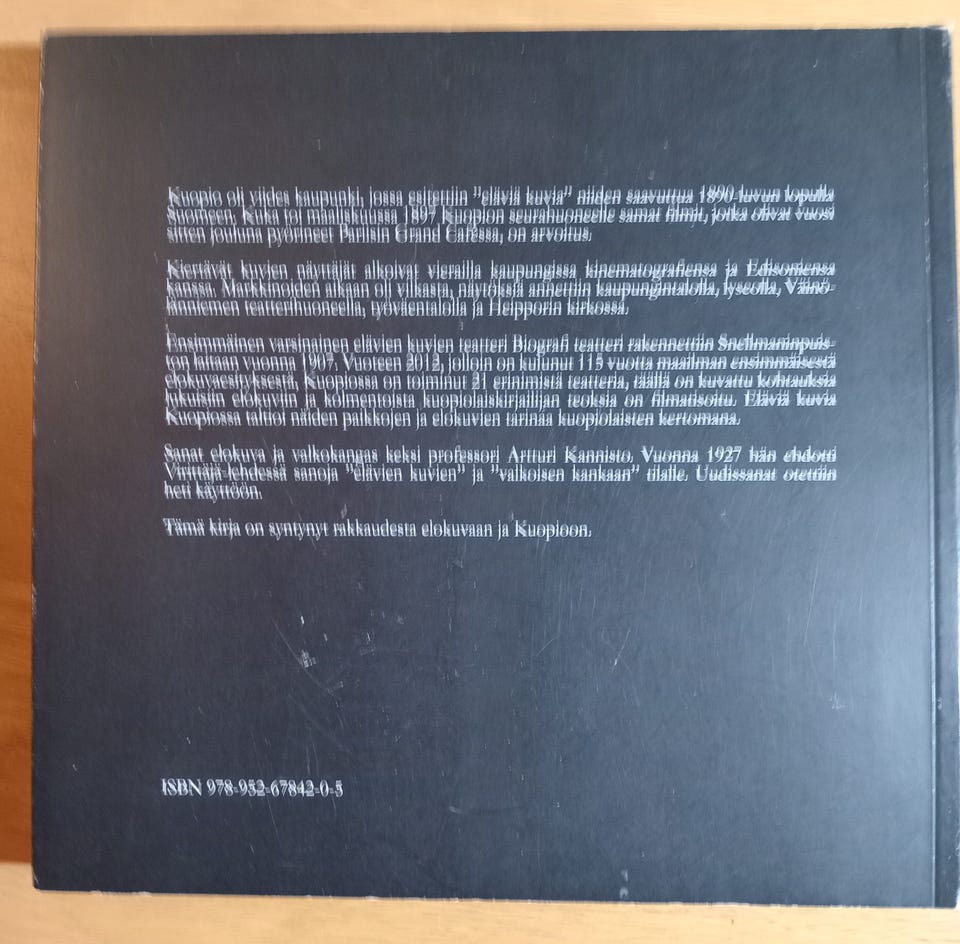 Kuopio oli viides kaupunki, jossa esitettiin "eläviä kuvia" niiden saavuttua 1890-luvun lopulla
Suomeen. Kuka toi maaliskuussa 1897 Kuopion seurahuoneelle samat filmit, jotka olivat vuosi
sitten jouluna pyörineet Pariisin Grand Caféssa, on arvoitus.
Kiertävät kuvien näyttäjät alkoivat vierailla kaupungissa kinematografiensa ja Edisoniensa
kanssa. Markkinoiden aikaan oli vilkasta, näytöksiä annettiin kaupungintalolla, lyseolla, Väinö-
länniemen teatterihuoneella, työväentalolla ja Heipporin kirkossa.
Ensimmäinen varsinainen elävien kuvien teatteri Biografi teatteri rakennettiin Snellmaninpuis-
ton laitaan vuonna 1907. Vuoteen 2012, jolloin on kulunut 115 vuotta maailman ensimmäisestä
elokuvaesityksestä, Kuopiossa on toiminut 21 erinimistä teatteria, täällä on kuvattu kohtauksia
lukuisiin elokuviin ja kolmentoista kuopiolaiskirjailijan teoksia on filmatisoitu. Eläviä kuvia
Kuopiossa taltioi näiden paikkojen ja elokuvien tarinaa kuopiolaisten kertomana.
Sanat elokuva ja valkokangas keksi professori Artturi Kannisto. Vuonna 1927 hän ehdotti
Virittäjä-lehdessä sanoja "elävien kuvien" ja "valkoisen kankaan" tilalle. Uudissanat otettiin
heti käyttöön.
Tämä kirja on syntynyt rakkaudesta elokuvaan ja Kuopioon.
ISBN 978-952-67842-0-5